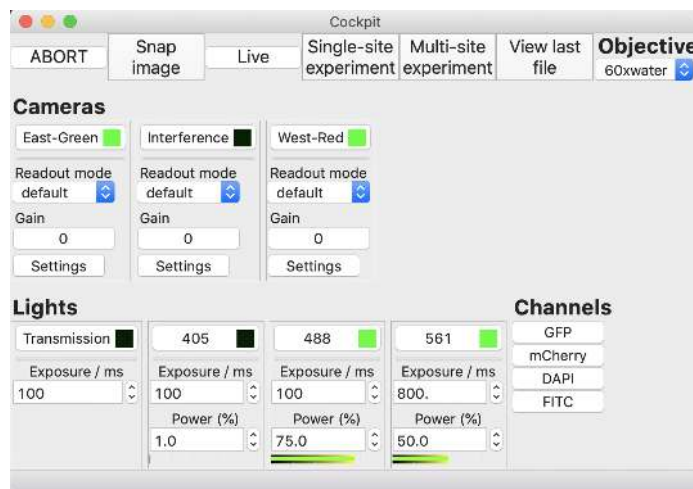 Cockpit
ABORT
Snap
image
Live
Single-site
experiment
Multi-site
experiment
View last
file
Objective
60xwater
Cameras
East-Green
Interference
West-Red
Readout mode
Readout mode
Readout mode
default
default
default
Gain
Gain
Gain
0
0
0
Settings
Settings
Settings
Lights
Transmission
405
488
561
Exposure / ms
Exposure / ms
Exposure / ms
Exposure / ms
100
100
100
800.
Power (%)
Power (%)
Power (%)
1.0
75.0
50.0
Channels
GFP
mCherry
DAPI
FITC